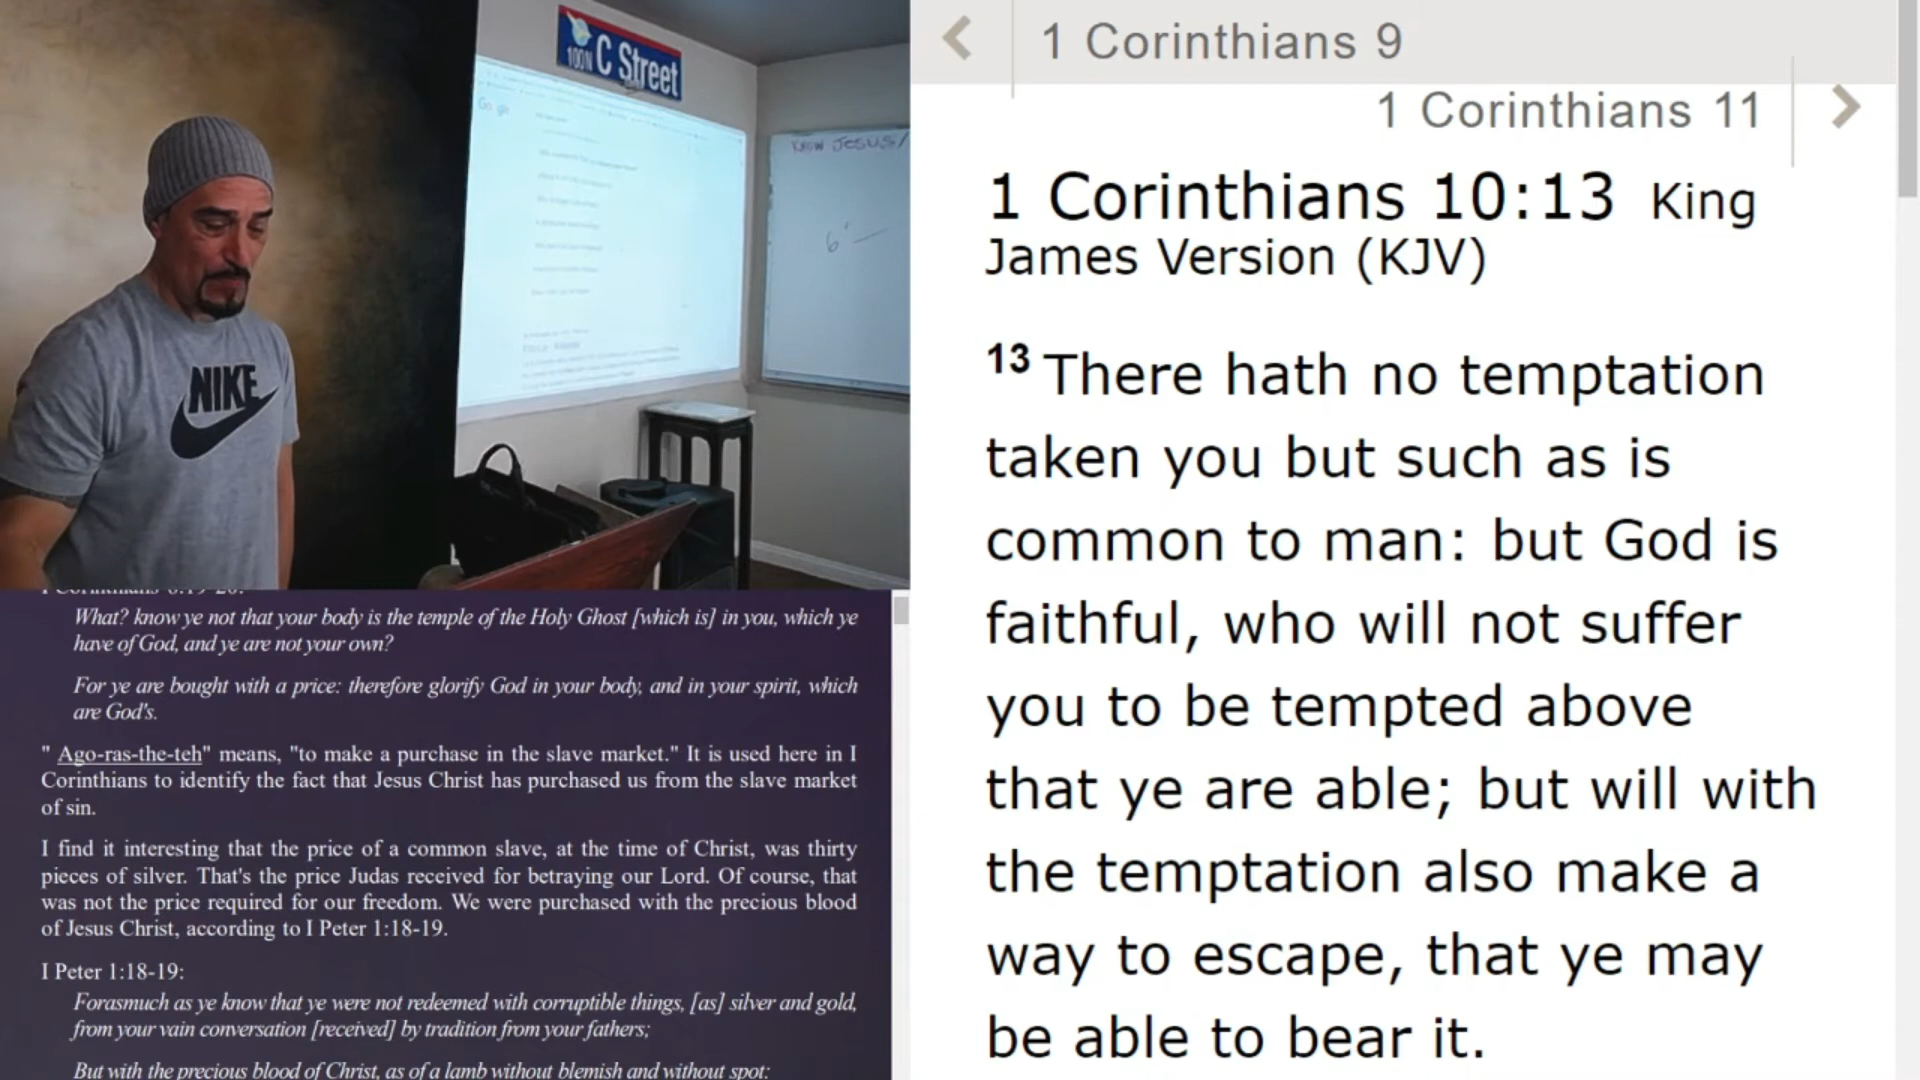 100N C Street
Google
KNOW JESUS/
6'
NIKE
1 Corinthians 9
1 Corinthians 11
1 Corinthians 10:13 King
James Version (KJV)
13 There hath no temptation
taken you but such as is
common to man: but God is
faithful, who will not suffer
you to be tempted above
that ye are able; but will with
the temptation also make a
way to escape, that ye may
be able to bear it.
What? know ye not that your body is the temple of the Holy Ghost [which is] in you, which ye
have of God, and ye are not your own?
For ye are bought with a price: therefore glorify God in your body, and in your spirit, which
are God's.
" Ago-ras-the-teh" means, "to make a purchase in the slave market." It is used here in I
Corinthians to identify the fact that Jesus Christ has purchased us from the slave market
of sin.
I find it interesting that the price of a common slave, at the time of Christ, was thirty
pieces of silver. That's the price Judas received for betraying our Lord. Of course, that
was not the price required for our freedom. We were purchased with the precious blood
of Jesus Christ, according to I Peter 1:18-19.
I Peter 1:18-19:
Forasmuch as ye know that ye were not redeemed with corruptible things, [as] silver and gold,
from your vain conversation [received] by tradition from your fathers;
But with the precious blood of Christ, as of a lamb without blemish and without spot: